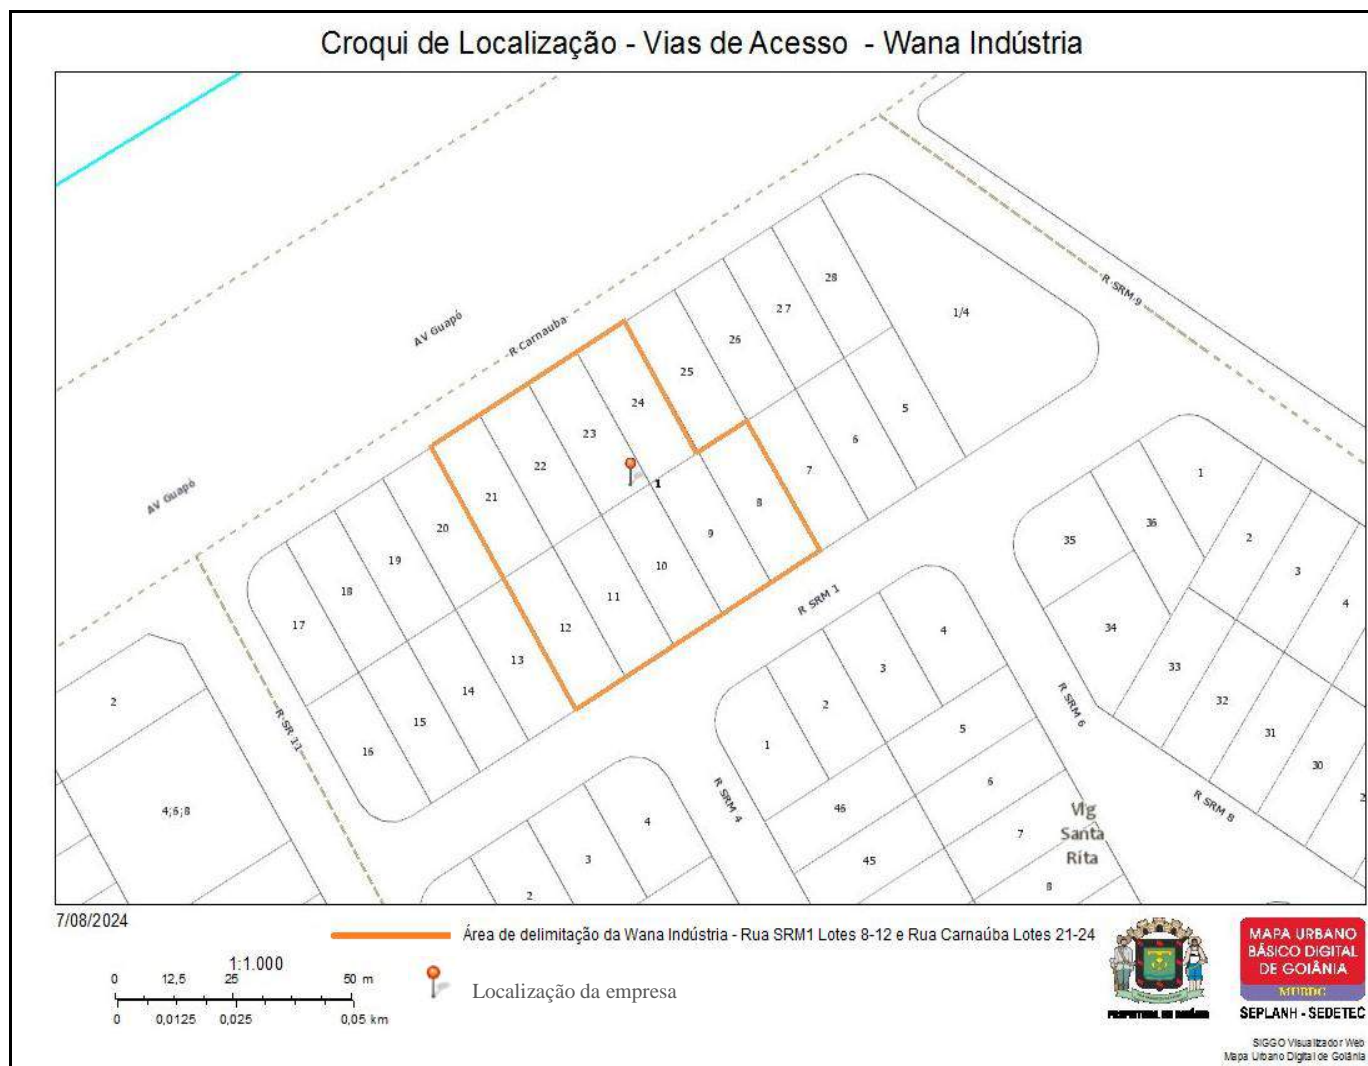 Croqui de Localização - Vias de Acesso - Wana Indústria
R SRM 9
28
27
1/4
AV Guapó
R Carnauba
26
25
24
5
23
6
22
7
1
1
21
8
AV Guapó
20
9
2
36
35
10
3
19
18
11
4
17
12
R SRM 1
34
4
13
3
33
14
2
32
R SRM 6
2
15
R SR 11
5
31
1
16
30
6
R SRM 4
2
4;6;8
46
R SRM 8
4
Vlg
Santa
Rita
7
3
45
8
2
7/08/2024
Área de delimitação da Wana Indústria - Rua SRM1 Lotes 8-12 e Rua Carnaúba Lotes 21-24
1:1.000
0 12,5 25 50 m
0 0,0125 0,025 0,05 km
Localização da empresa
PREFEITURA DE GOIÂNIA
MAPA URBANO
BÁSICO DIGITAL
DE GOIÂNIA
MUBDG
SEPLANH - SEDETEC
SIGGO Visualizador Web
Mapa Urbano Digital de Goiânia